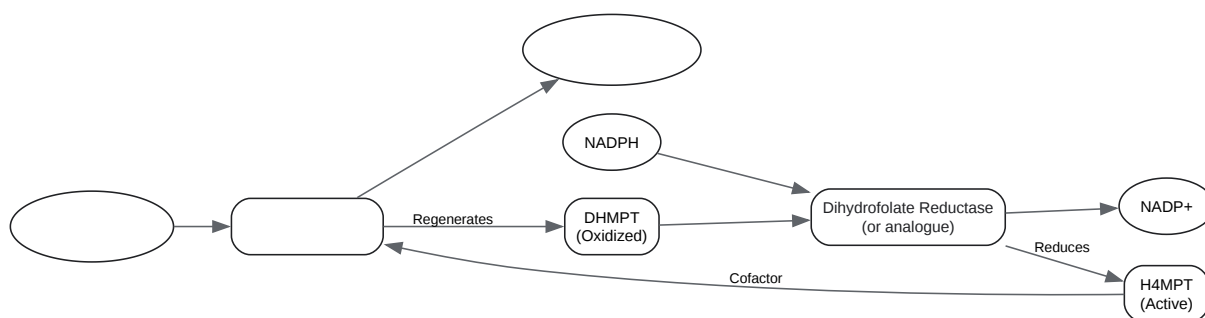 NADPH
Regenerates
DHMPT
(Oxidized)
Dihydrofolate Reductase
(or analogue)
NADP+
Reduces
Cofactor
H4MPT
(Active)